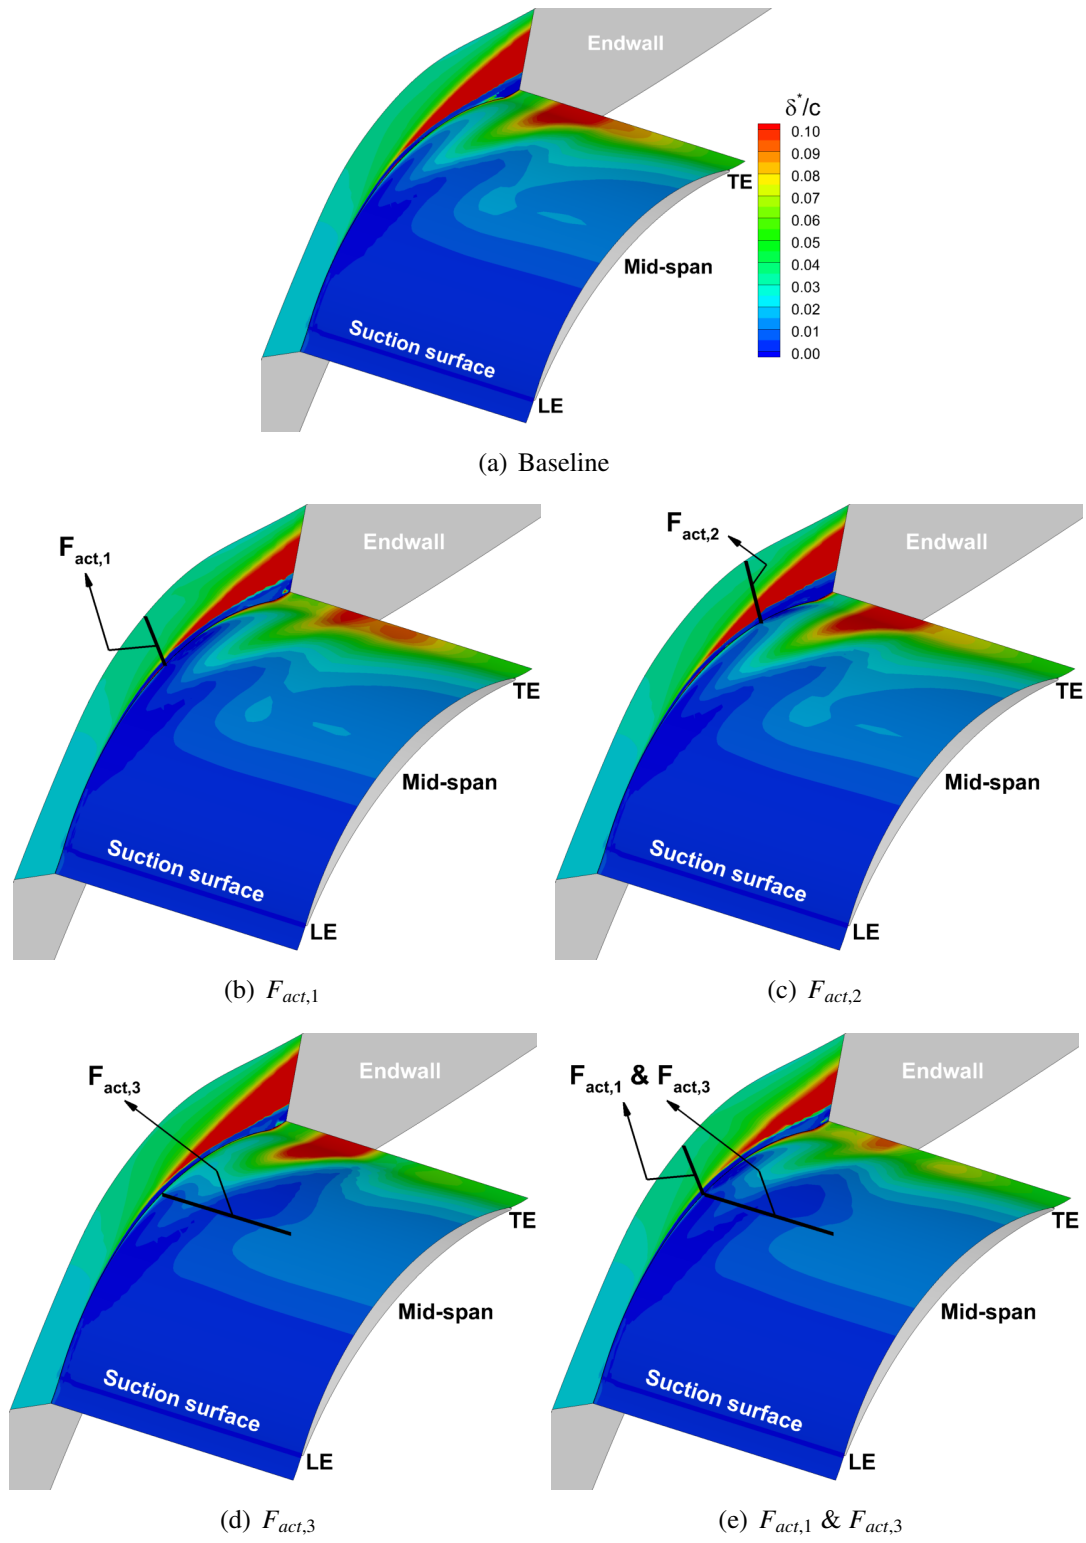 Endwall
δ*/c
0.10
0.09
0.08
0.07
0.06
0.05
0.04
0.03
0.02
0.01
0.00
TE
Mid-span
Suction surface
LE
(a) Baseline
F_act,1
Endwall
TE
Mid-span
Suction surface
LE
(b) F_act,1
F_act,2
Endwall
TE
Mid-span
Suction surface
LE
(c) F_act,2
F_act,3
Endwall
TE
Mid-span
Suction surface
LE
(d) F_act,3
F_act,1 & F_act,3
Endwall
TE
Mid-span
Suction surface
LE
(e) F_act,1 & F_act,3